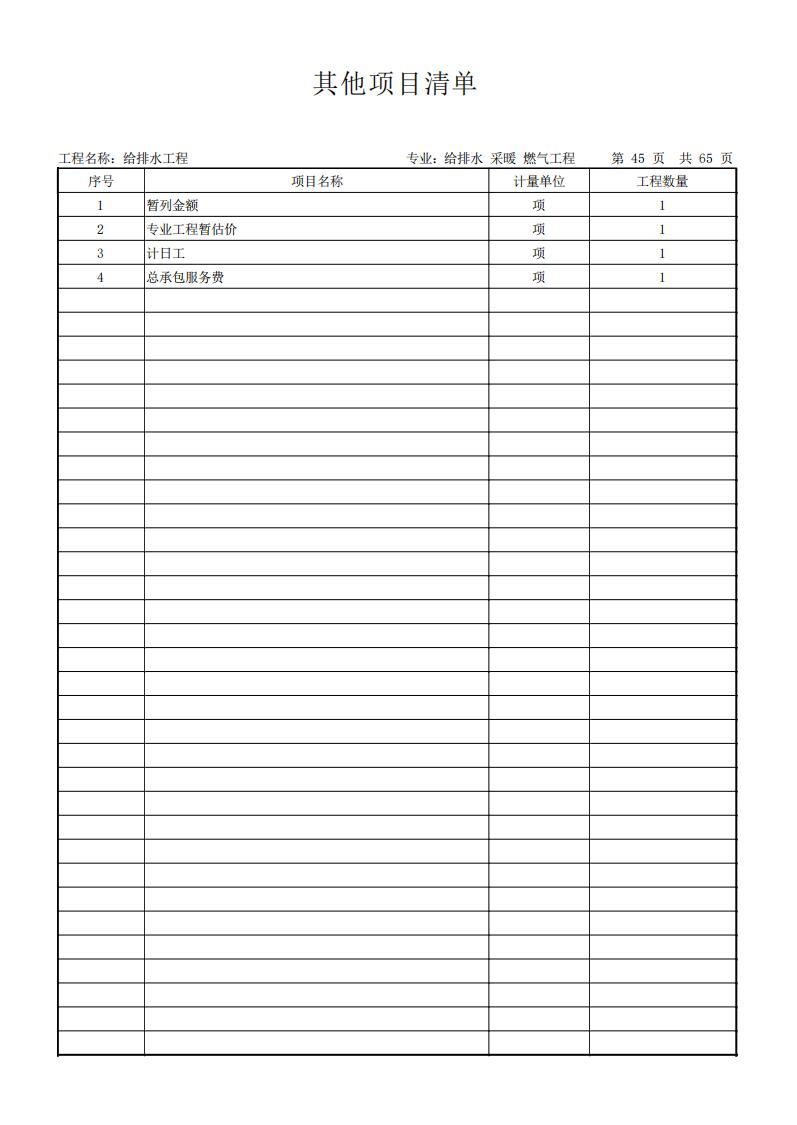 其他项目清单
工程名称: 给排水工程 专业: 给排水 采暖 燃气工程 第 45 页 共 65 页
序号 项目名称 计量单位 工程数量
1 暂列金额 项 1
2 专业工程暂估价 项 1
3 计日工 项 1
4 总承包服务费 项 1